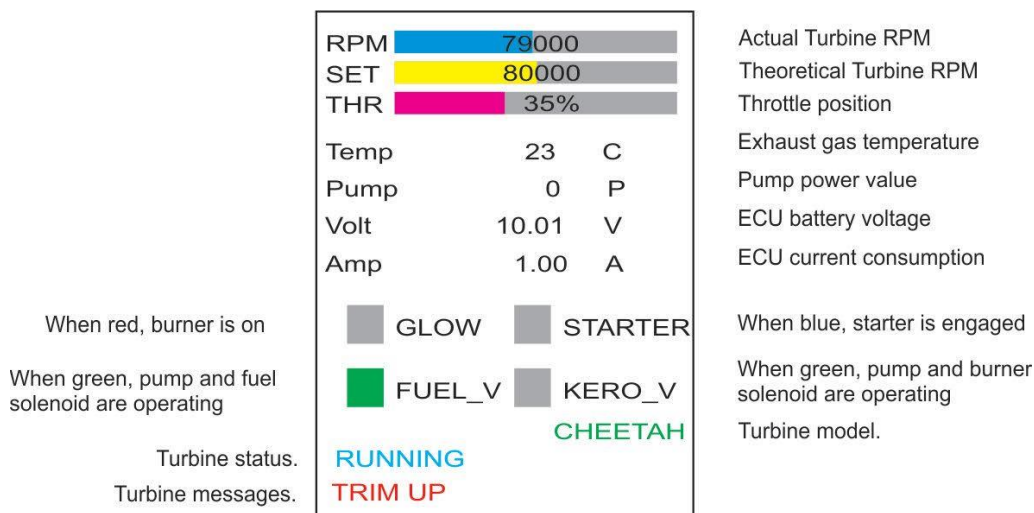 RPM 79000 Actual Turbine RPM
SET 80000 Theoretical Turbine RPM
THR 35% Throttle position
Temp 23 C Exhaust gas temperature
Pump 0 P Pump power value
Volt 10.01 V ECU battery voltage
Amp 1.00 A ECU current consumption
When red, burner is on GLOW STARTER When blue, starter is engaged
When green, pump and fuel
solenoid are operating
FUEL_V KERO_V
When green, pump and burner
solenoid are operating
CHEETAH Turbine model.
Turbine status. RUNNING
Turbine messages. TRIM UP